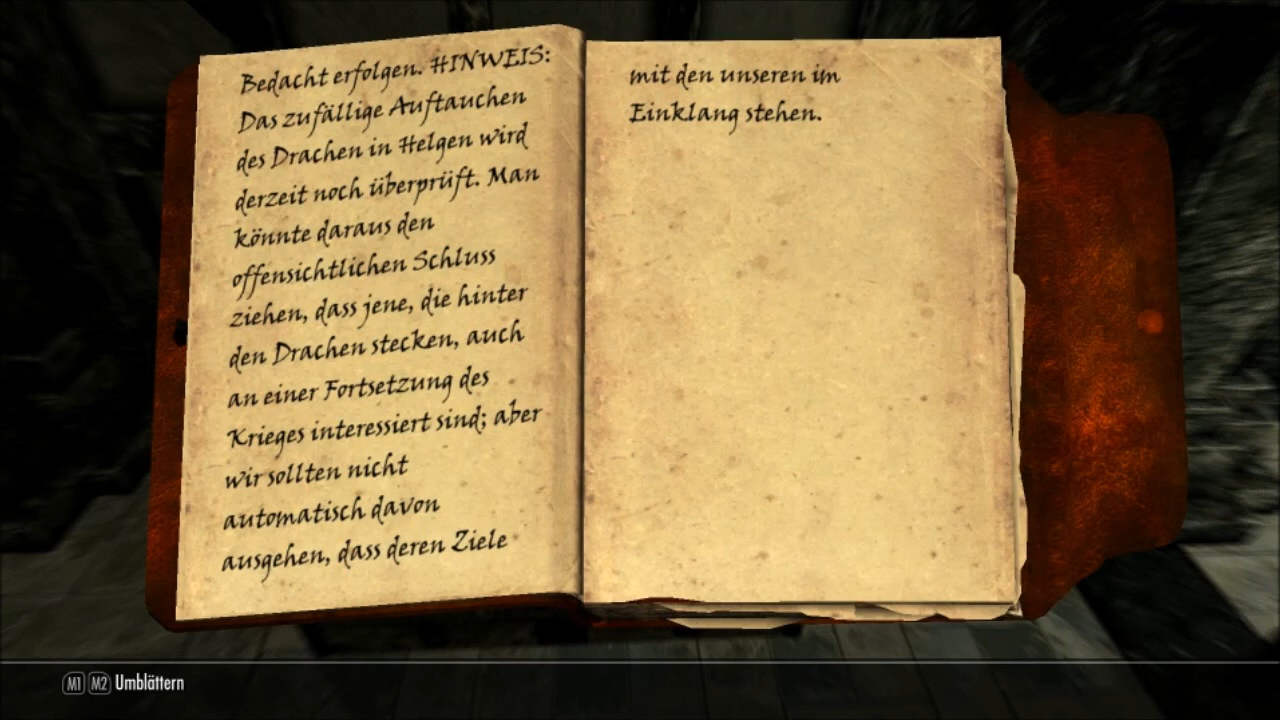 Bedacht erfolgen. HINWEIS:
Das zufällige Auftauchen
des Drachen in Helgen wird
derzeit noch überprüft. Man
könnte daraus den
offensichtlichen Schluss
ziehen, dass jene, die hinter
den Drachen stecken, auch
an einer Fortsetzung des
Krieges interessiert sind; aber
wir sollten nicht
automatisch davon
ausgehen, dass deren Ziele
mit den unseren im
Einklang stehen.
M1 M2 Umblättern